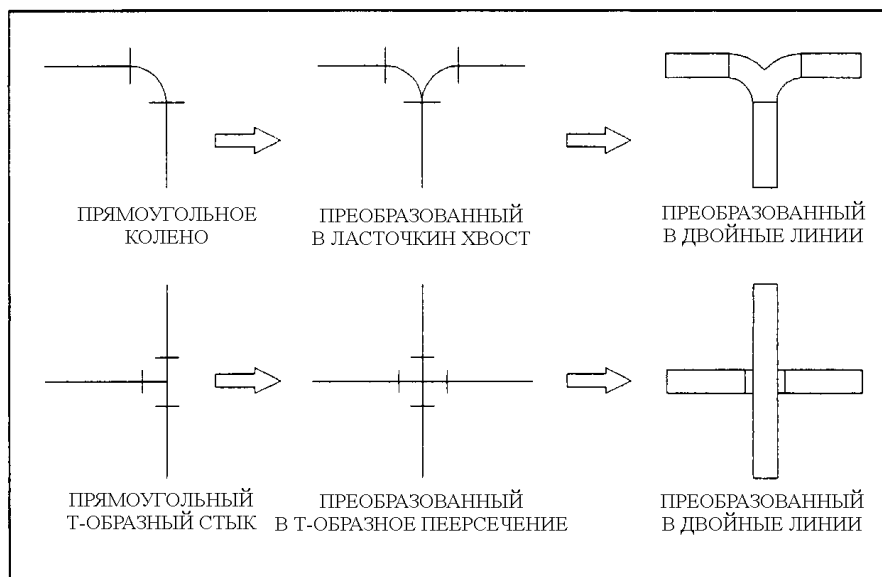 ПРЯМОУГОЛЬНОЕ
КОЛЕНО
ПРЕОБРАЗОВАННЫЙ
В ЛАСТОЧКИН ХВОСТ
ПРЕОБРАЗОВАННЫЙ
В ДВОЙНЫЕ ЛИНИИ
ПРЯМОУГОЛЬНЫЙ
Т-ОБРАЗНЫЙ СТЫК
ПРЕОБРАЗОВАННЫЙ
В Т-ОБРАЗНОЕ ПЕЕРСЕЧЕНИЕ
ПРЕОБРАЗОВАННЫЙ
В ДВОЙНЫЕ ЛИНИИ